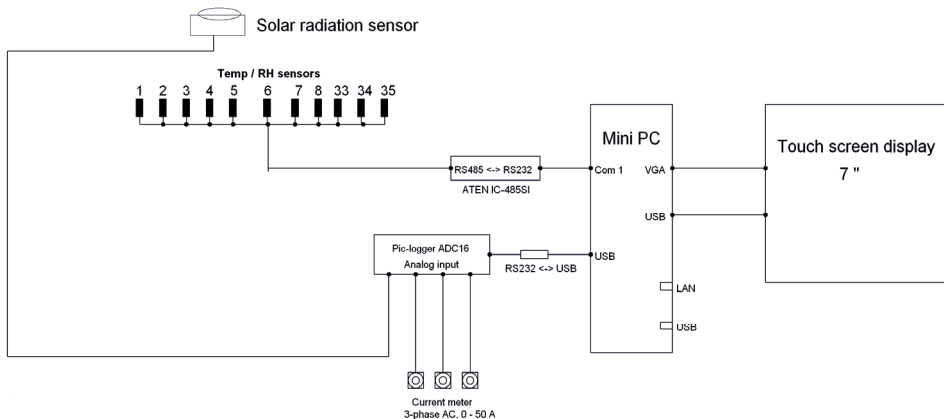 Solar radiation sensor
Temp / RH sensors
1 2 3 4 5 6 7 8 33 34 35
Mini PC
Touch screen display
7 "
RS485 <-> RS232
ATEN IC-485SI
Com 1
VGA
USB
Pic-logger ADC16
Analog input
RS232 <-> USB
USB
LAN
USB
Current meter
3-phase AC, 0 - 50 A